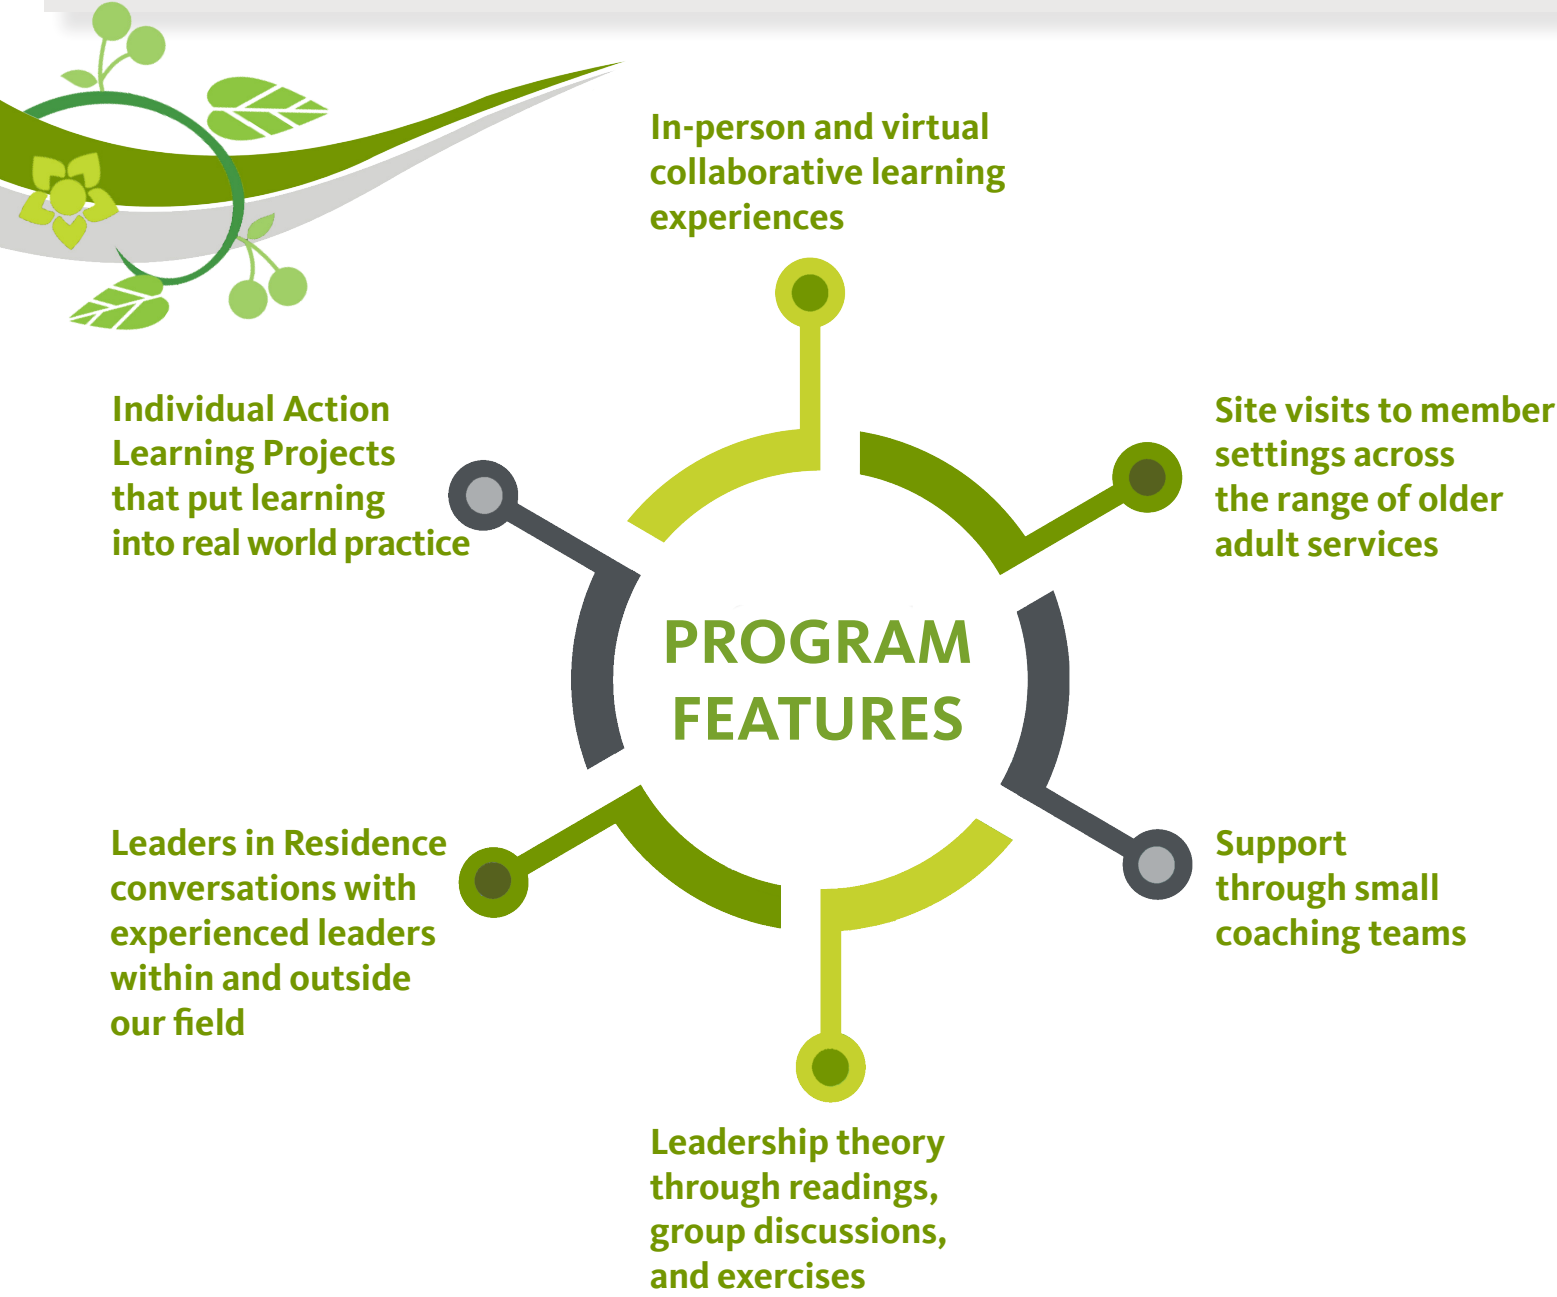 In-person and virtual
collaborative learning
experiences
Individual Action
Learning Projects
that put learning
into real world practice
Site visits to member
settings across
the range of older
adult services
PROGRAM
FEATURES
Leaders in Residence
conversations with
experienced leaders
within and outside
our field
Support
through small
coaching teams
Leadership theory
through readings,
group discussions,
and exercises